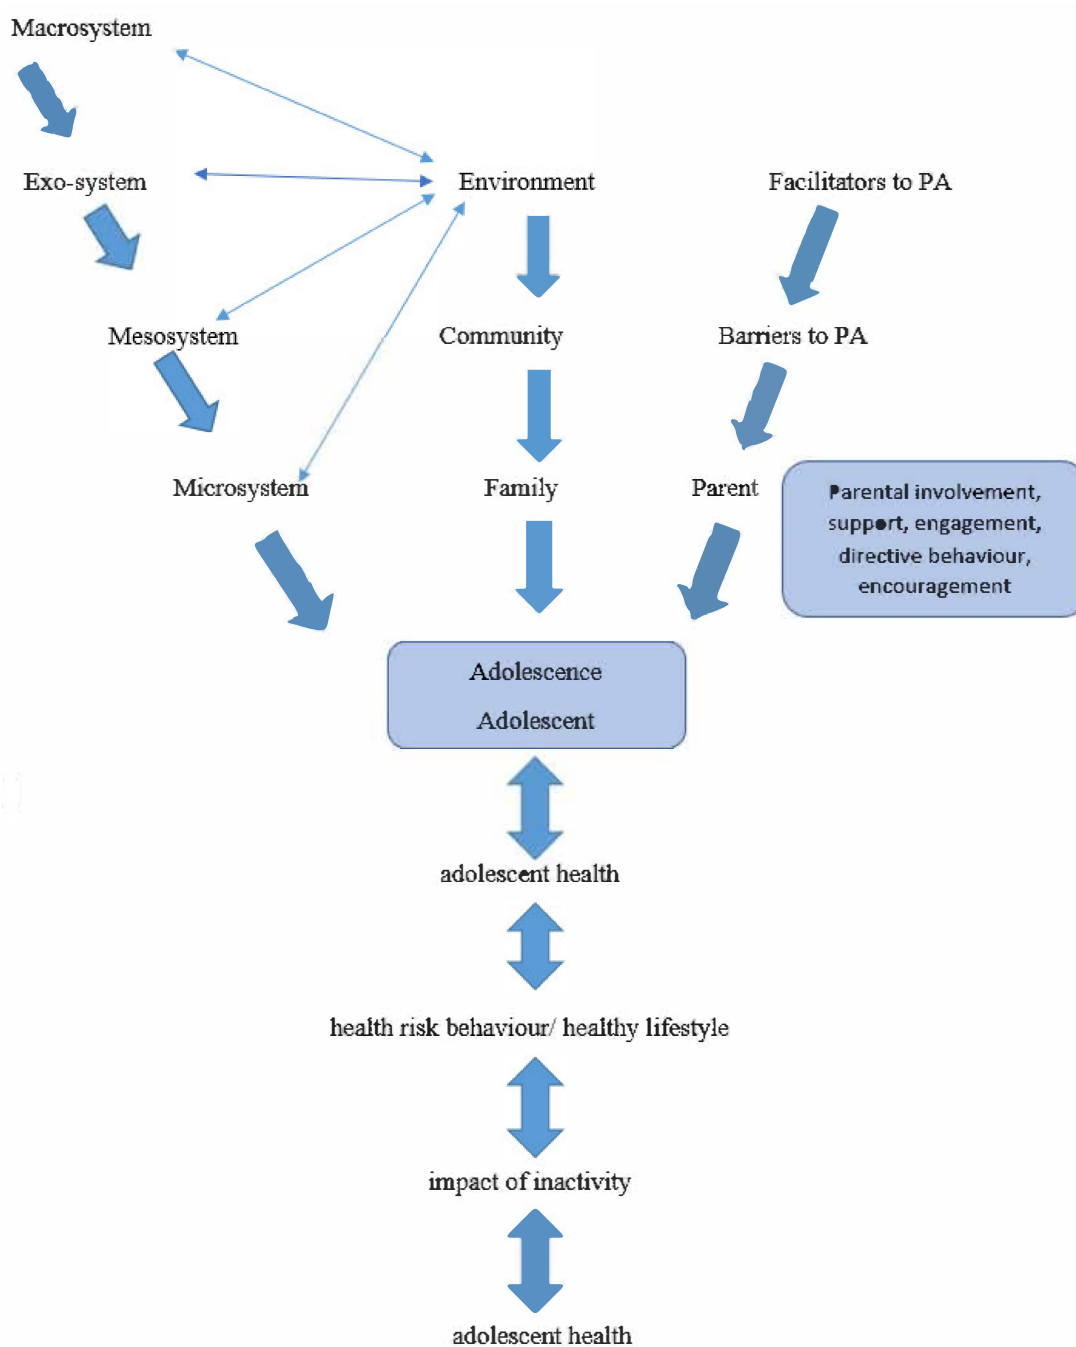 Macrosystem
Exo-system
Environment
Facilitators to PA
Mesosystem
Community
Barriers to PA
Microsystem
Family
Parent
Parental involvement,
support, engagement,
directive behaviour,
encouragement
Adolescence
Adolescent
adolescent health
health risk behaviour/ healthy lifestyle
impact of inactivity
adolescent health